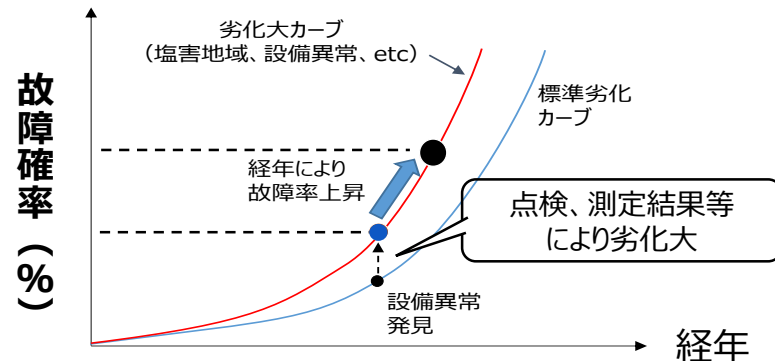 劣化大カーブ
（塩害地域、設備異常、etc）
標準劣化
カーブ
故障確率（%）
経年により
故障率上昇
点検、測定結果等
により劣化大
設備異常
発見
経年